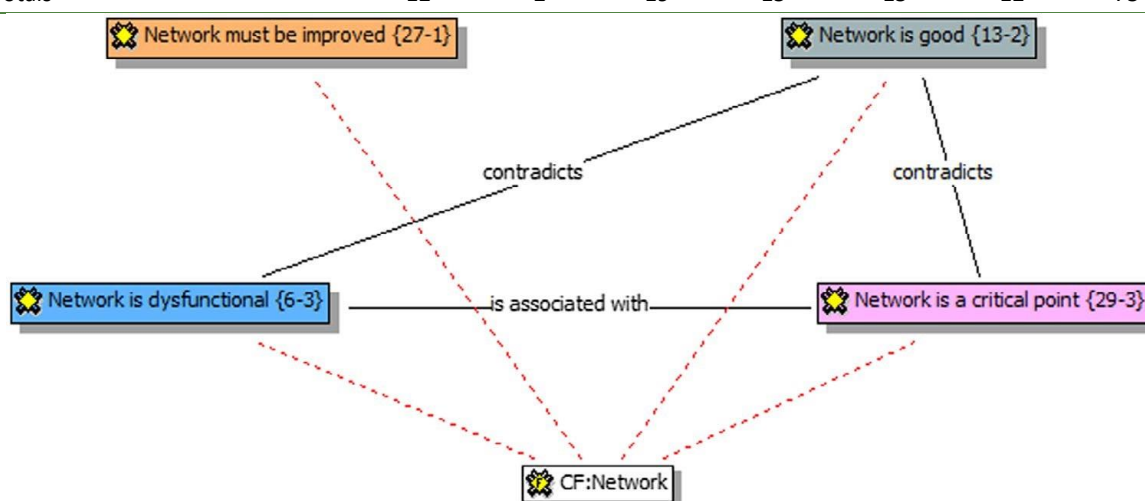 Network must be improved {27-1}
Network is good {13-2}
contradicts
contradicts
Network is dysfunctional {6-3}
is associated with
Network is a critical point {29-3}
CF:Network